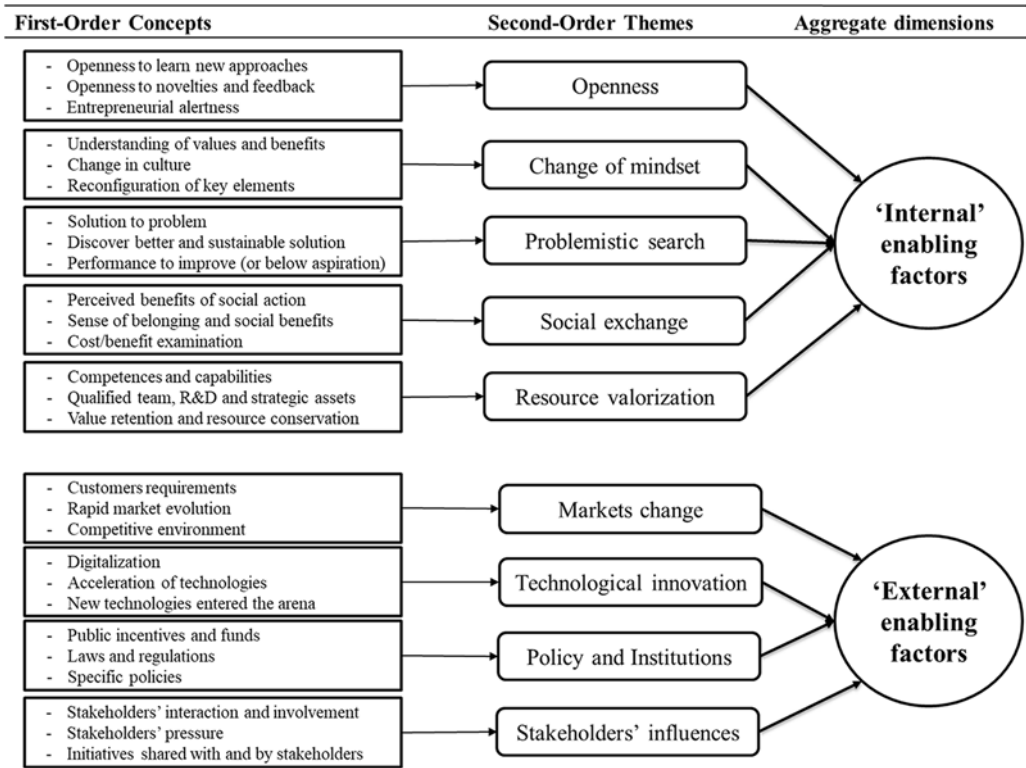 First-Order Concepts
Second-Order Themes
Aggregate dimensions
- Openness to learn new approaches
- Openness to novelties and feedback
- Entrepreneurial alertness
Openness
- Understanding of values and benefits
- Change in culture
- Reconfiguration of key elements
Change of mindset
- Solution to problem
- Discover better and sustainable solution
- Performance to improve (or below aspiration)
Problemistic search
- Perceived benefits of social action
- Sense of belonging and social benefits
- Cost/benefit examination
Social exchange
- Competences and capabilities
- Qualified team, R&D and strategic assets
- Value retention and resource conservation
Resource valorization
‘Internal’
enabling
factors
- Customers requirements
- Rapid market evolution
- Competitive environment
Markets change
- Digitalization
- Acceleration of technologies
- New technologies entered the arena
Technological innovation
- Public incentives and funds
- Laws and regulations
- Specific policies
Policy and Institutions
- Stakeholders’ interaction and involvement
- Stakeholders’ pressure
- Initiatives shared with and by stakeholders
Stakeholders’ influences
‘External’
enabling
factors